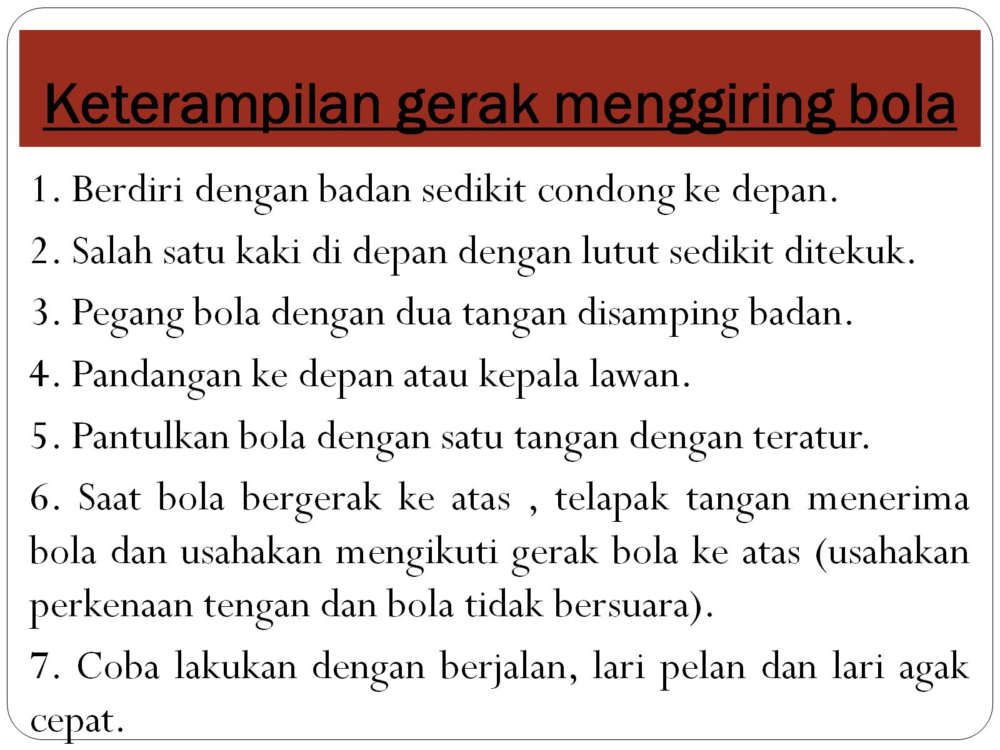 Keterampilan gerak menggiring bola
1. Berdiri dengan badan sedikit condong ke depan.
2. Salah satu kaki di depan dengan lutut sedikit ditekuk.
3. Pegang bola dengan dua tangan disamping badan.
4. Pandangan ke depan atau kepala lawan.
5. Pantulkan bola dengan satu tangan dengan teratur.
6. Saat bola bergerak ke atas , telapak tangan menerima
bola dan usahakan mengikuti gerak bola ke atas (usahakan
perkenaan tengan dan bola tidak bersuara).
7. Coba lakukan dengan berjalan, lari pelan dan lari agak
cepat.